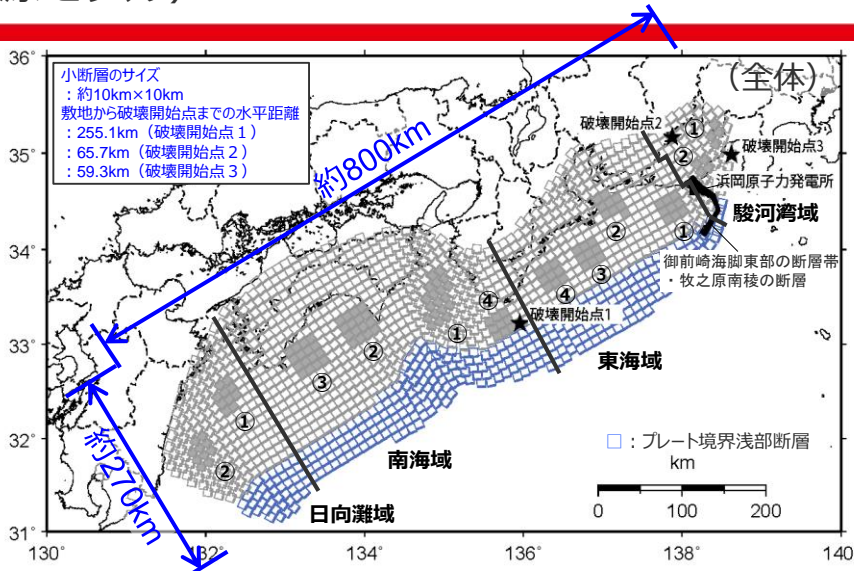 36°
35°
34°
33°
32°
31°
130°
132°
134°
136°
138°
140°
小断層のサイズ
:約10km×10km
敷地から破壊開始点までの水平距離
:255.1km(破壊開始点1)
:65.7km(破壊開始点2)
:59.3km(破壊開始点3)
(全体)
約800km
約270km
破壊開始点2
①
②
破壊開始点3
浜岡原子力発電所
駿河湾域
御前崎海脚東部の断層帯
・牧之原南稜の断層
②
①
③
④
④
破壊開始点1
①
②
③
①
②
東海域
南海域
日向灘域
:プレート境界浅部断層
km
0 100 200